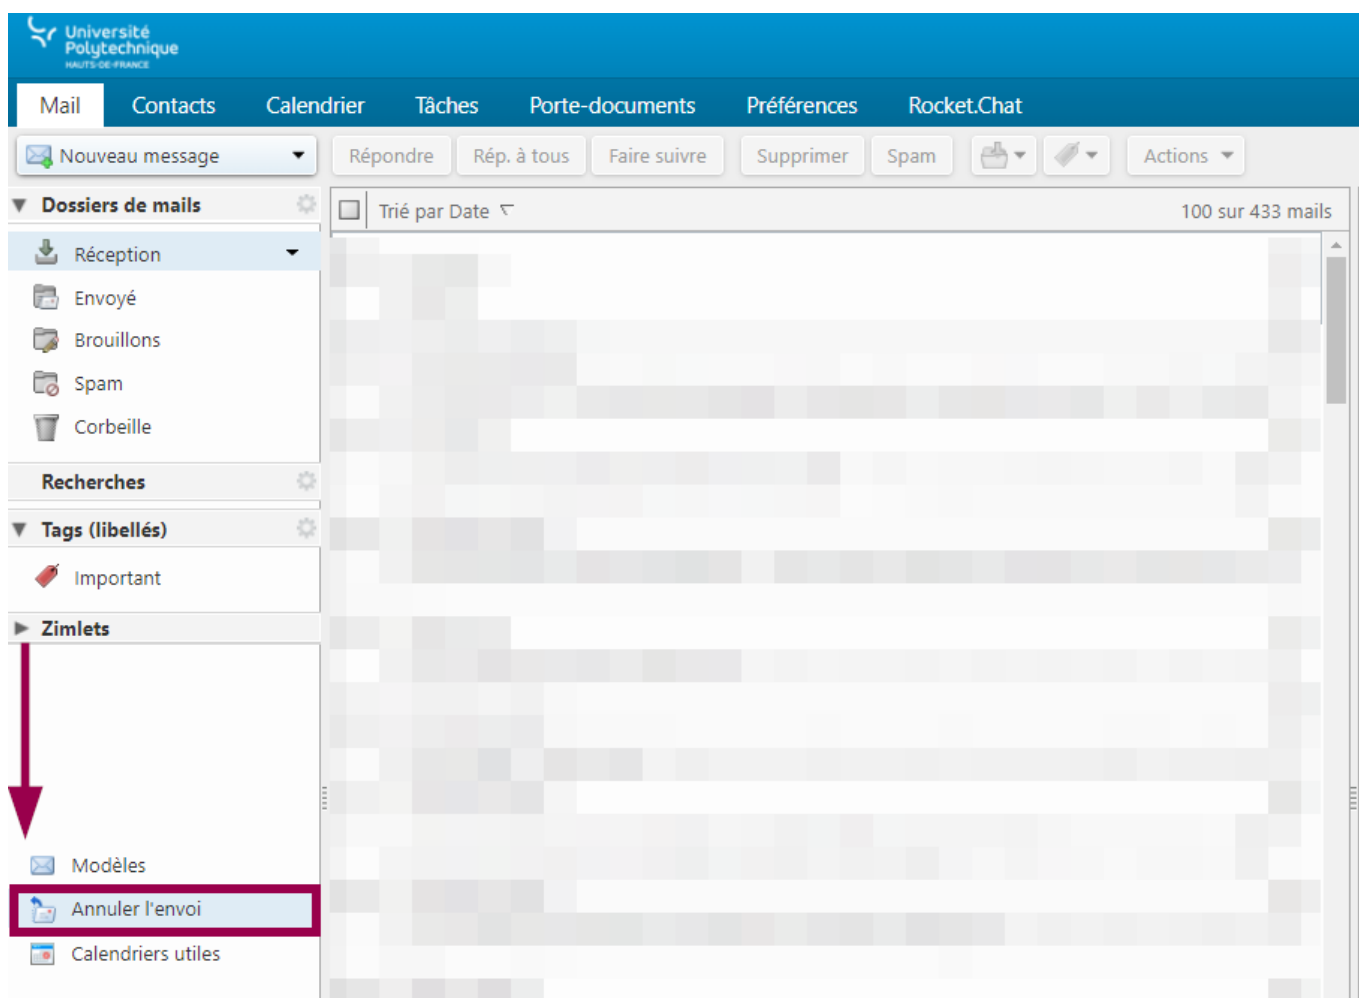 Université
Polytechnique
HAUTS-DE-FRANCE
Mail Contacts Calendrier Tâches Porte-documents Préférences Rocket.Chat
Nouveau message Répondre Rép. à tous Faire suivre Supprimer Spam Actions
Dossiers de mails
Trié par Date 100 sur 433 mails
Réception
Envoyé
Brouillons
Spam
Corbeille
Recherches
Tags (libellés)
Important
Zimlets
Modèles
Annuler l'envoi
Calendriers utiles